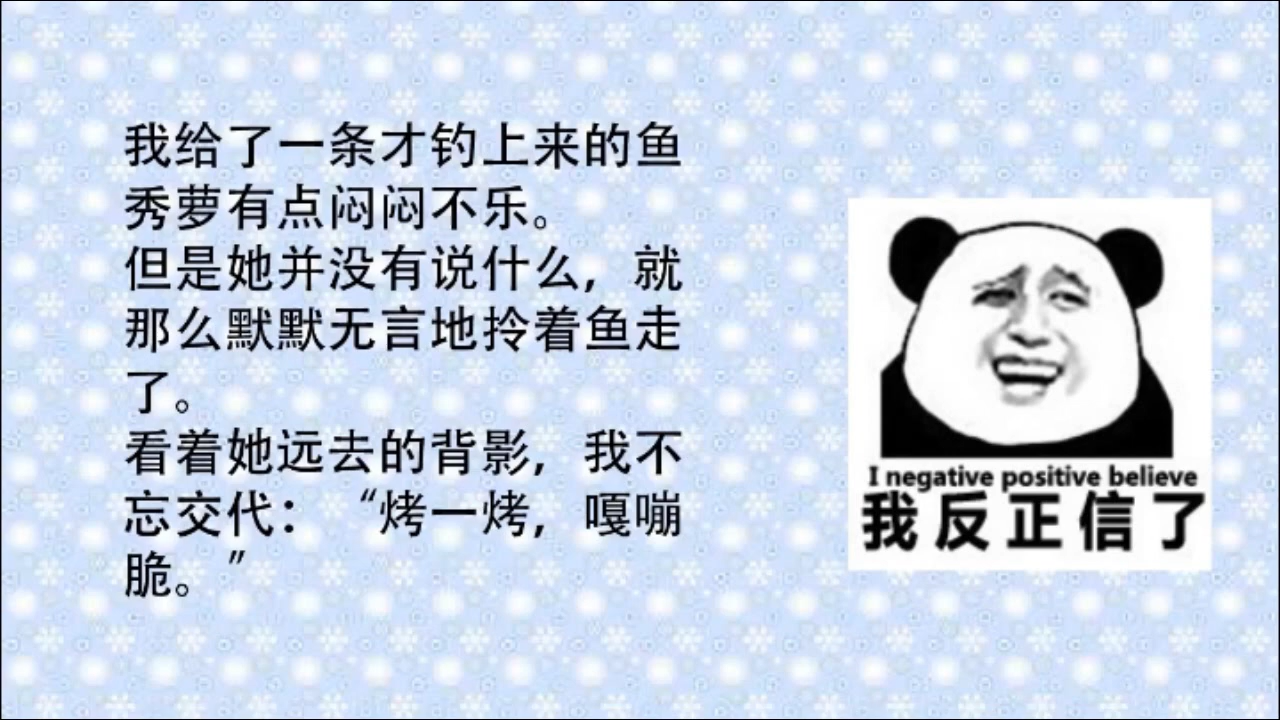 我给了一条才钓上来的鱼
秀萝有点闷闷不乐。
但是她并没有说什么，就
那么默默无言地拎着鱼走
了。
看着她远去的背影，我不
忘交代：“烤一烤，嘎嘣
脆。”
I negative positive believe
我反正信了